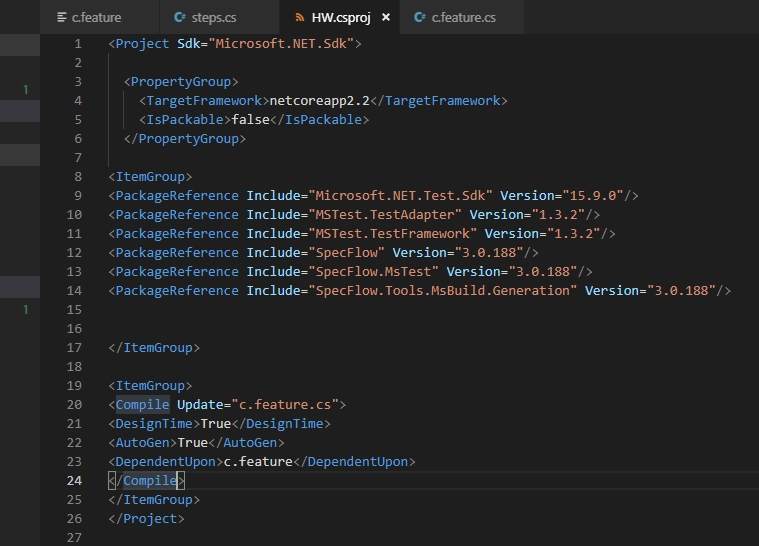 c.feature steps.cs HW.csproj × c.feature.cs
1 <Project Sdk="Microsoft.NET.Sdk">
2
3 <PropertyGroup>
1
4 <TargetFramework>netcoreapp2.2</TargetFramework>
5 <IsPackable>false</IsPackable>
6 </PropertyGroup>
7
8 <ItemGroup>
9 <PackageReference Include="Microsoft.NET.Test.Sdk" Version="15.9.0"/>
10 <PackageReference Include="MSTest.TestAdapter" Version="1.3.2"/>
11 <PackageReference Include="MSTest.TestFramework" Version="1.3.2"/>
12 <PackageReference Include="SpecFlow" Version="3.0.188"/>
13 <PackageReference Include="SpecFlow.MsTest" Version="3.0.188"/>
14 <PackageReference Include="SpecFlow.Tools.MsBuild.Generation" Version="3.0.188"/>
15
1
16
17 </ItemGroup>
18
19 <ItemGroup>
20 <Compile Update="c.feature.cs">
21 <DesignTime>True</DesignTime>
22 <AutoGen>True</AutoGen>
23 <DependentUpon>c.feature</DependentUpon>
24 </Compile>
25 </ItemGroup>
26 </Project>
27